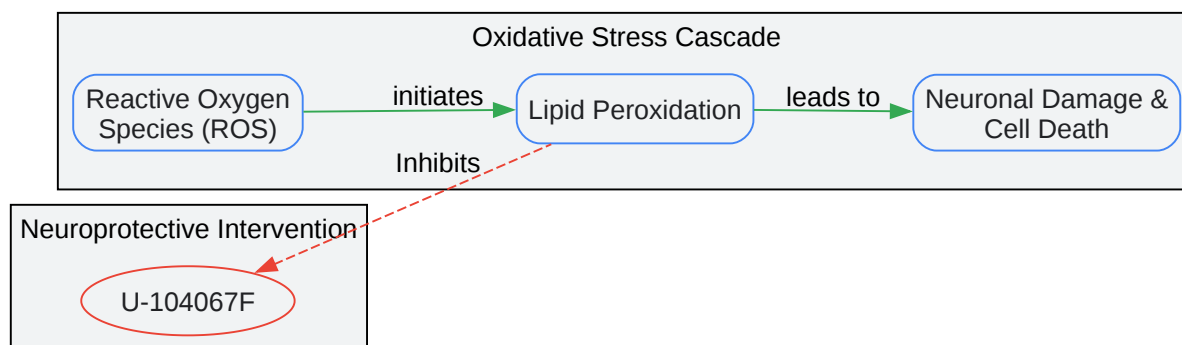 Oxidative Stress Cascade
Reactive Oxygen
Species (ROS)
initiates
Lipid Peroxidation
leads to
Neuronal Damage &
Cell Death
Inhibits
Neuroprotective Intervention
U-104067F